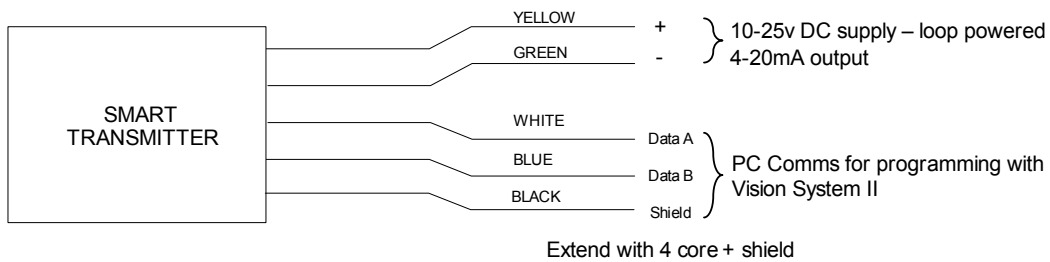 YELLOW
+
10-25v DC supply – loop powered
GREEN
-
4-20mA output
SMART
TRANSMITTER
WHITE
Data A
BLUE
Data B
PC Comms for programming with
Vision System II
BLACK
Shield
Extend with 4 core + shield